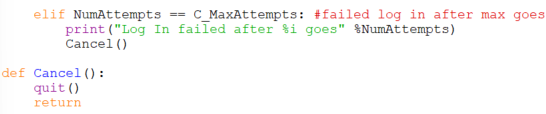 elif NumAttempts == C_MaxAttempts: #failed log in after max goes
print("Log In failed after %i goes" %NumAttempts)
Cancel()
def Cancel():
quit()
return